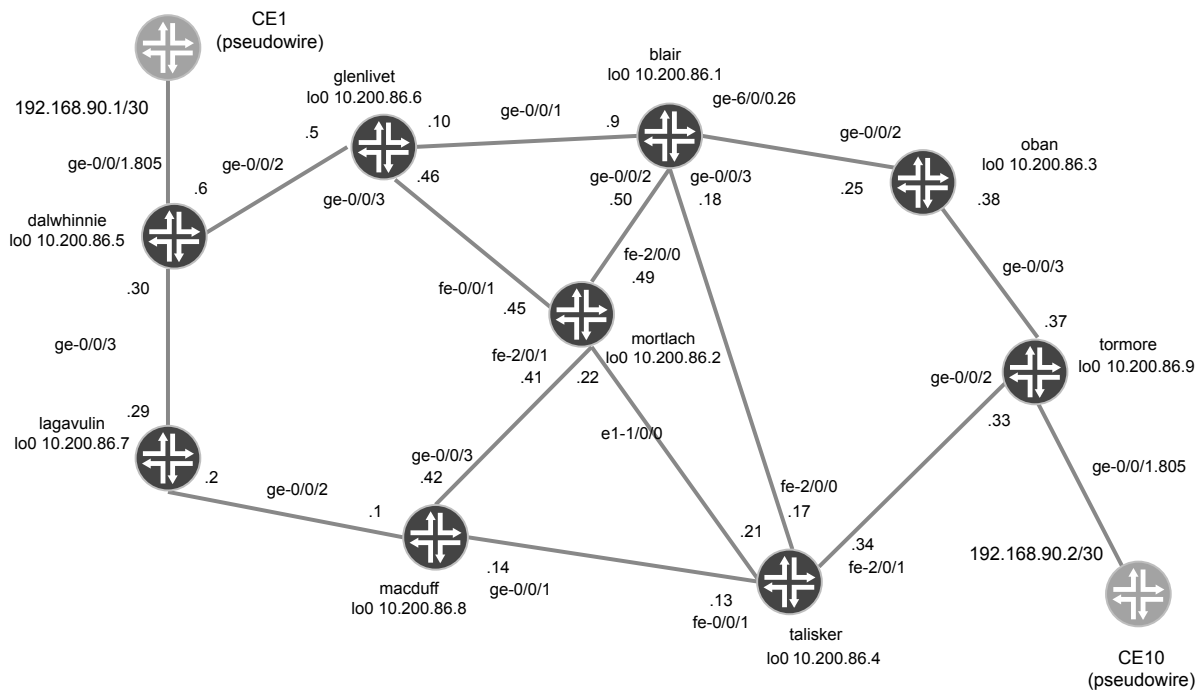 CE1
(pseudowire)
192.168.90.1/30
ge-0/0/1.805
glenlivet
lo0 10.200.86.6
blair
lo0 10.200.86.1
ge-6/0/0.26
ge-0/0/1
.5
.10
.9
ge-0/0/2
oban
lo0 10.200.86.3
ge-0/0/2
.6
.46
ge-0/0/3
ge-0/0/2
ge-0/0/3
.50
.18
.25
.38
dalwhinnie
lo0 10.200.86.5
.30
fe-2/0/0
.49
ge-0/0/3
fe-0/0/1
.45
.37
ge-0/0/3
mortlach
lo0 10.200.86.2
fe-2/0/1
.41
.22
tormore
lo0 10.200.86.9
ge-0/0/2
.33
.29
lagavulin
lo0 10.200.86.7
e1-1/0/0
ge-0/0/3
.42
ge-0/0/1.805
.2
ge-0/0/2
.1
fe-2/0/0
.17
.21
.34
fe-2/0/1
192.168.90.2/30
.14
ge-0/0/1
macduff
lo0 10.200.86.8
.13
fe-0/0/1
talisker
lo0 10.200.86.4
CE10
(pseudowire)